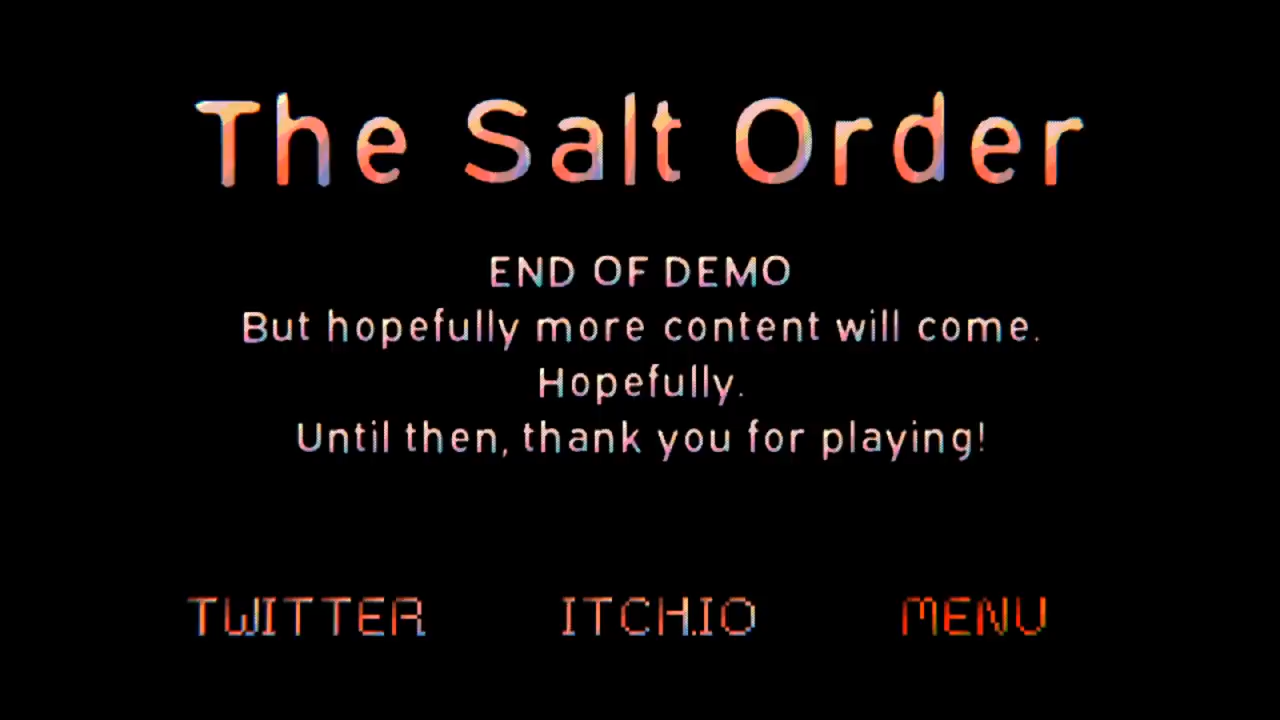 The Salt Order
END OF DEMO
But hopefully more content will come.
Hopefully.
Until then, thank you for playing!
TWITTER ITCH.IO MENU